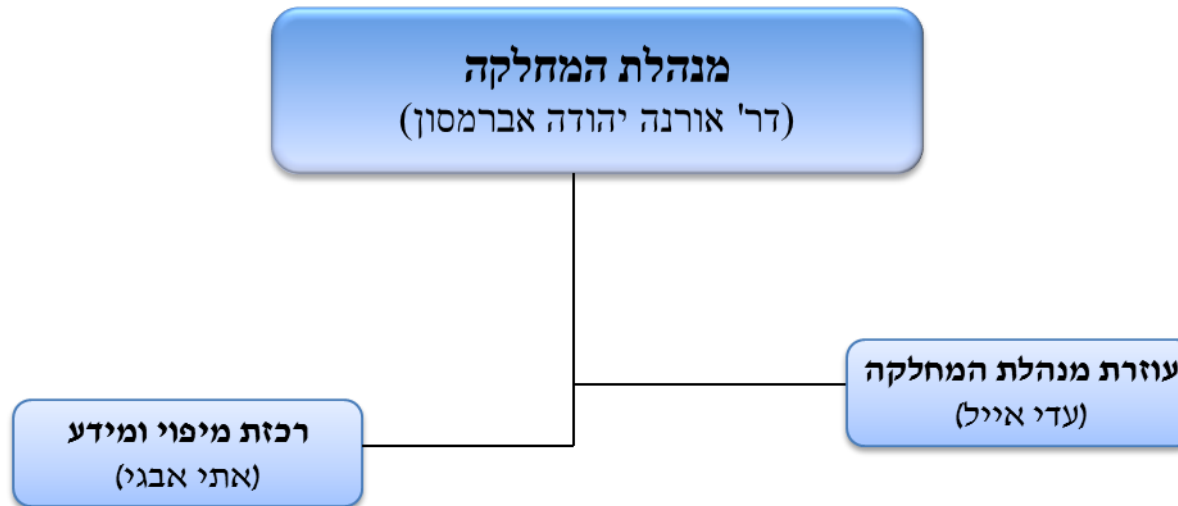 מנהלת המחלקה
(דר' אורנה יהודה אברמסון)
עוזרת מנהלת המחלקה
(עדי אייל)
רכזת מיפוי ומידע
(אתי אבגי)